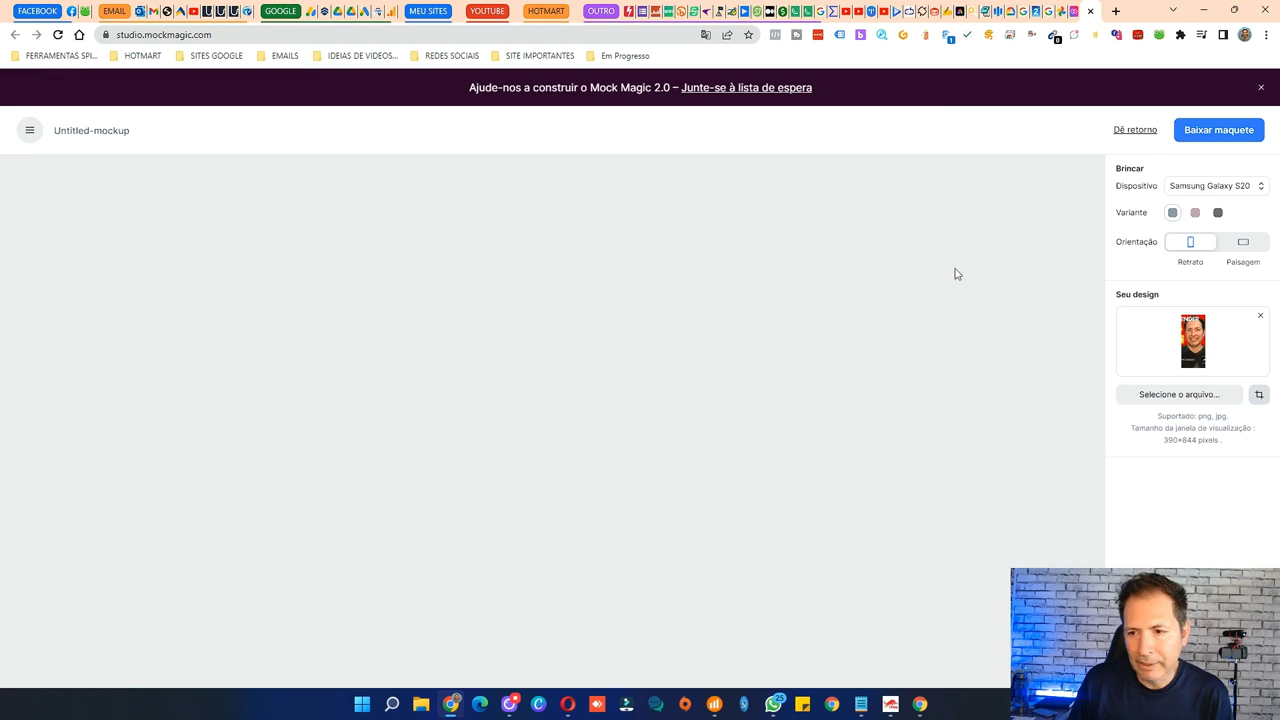 FACEBOOK
EMAIL
GOOGLE
MEU SITES
YOUTUBE
HOTMART
OUTRO
studio.mockmagic.com
FERRAMENTAS SPI...
HOTMART
SITES GOOGLE
EMAILS
IDEIAS DE VIDEOS...
REDES SOCIAIS
SITE IMPORTANTES
Em Progresso
Ajude-nos a construir o Mock Magic 2.0 – Junte-se à lista de espera
Untitled-mockup
Dê retorno
Baixar maquete
Brincar
Dispositivo
Samsung Galaxy S20
Variante
Orientação
Retrato
Paisagem
Seu design
ENDER
Selecione o arquivo...
Suportado: png, jpg.
Tamanho da janela de visualização :
390*844 pixels .
25